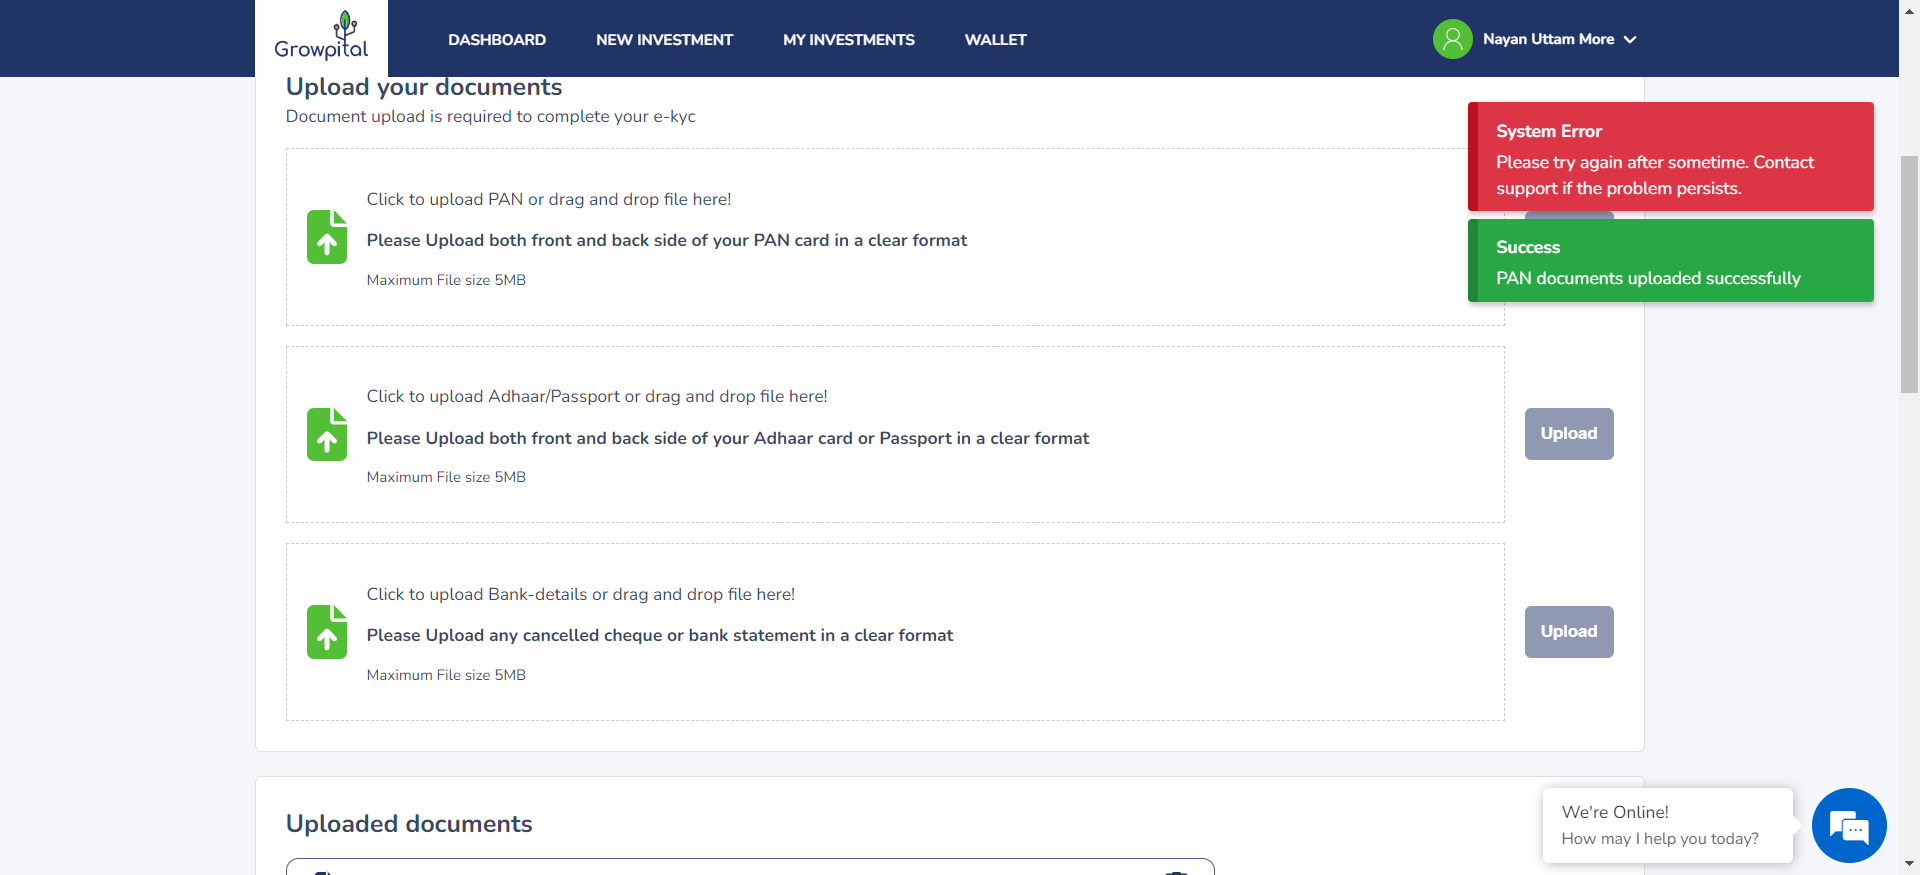 Growpital
DASHBOARD
NEW INVESTMENT
MY INVESTMENTS
WALLET
Nayan Uttam More
Upload your documents
Document upload is required to complete your e-kyc
System Error
Please try again after sometime. Contact
support if the problem persists.
Success
PAN documents uploaded successfully
Click to upload PAN or drag and drop file here!
Please Upload both front and back side of your PAN card in a clear format
Maximum File size 5MB
Click to upload Adhaar/Passport or drag and drop file here!
Please Upload both front and back side of your Adhaar card or Passport in a clear format
Maximum File size 5MB
Upload
Click to upload Bank-details or drag and drop file here!
Please Upload any cancelled cheque or bank statement in a clear format
Maximum File size 5MB
Upload
Uploaded documents
We're Online!
How may I help you today?